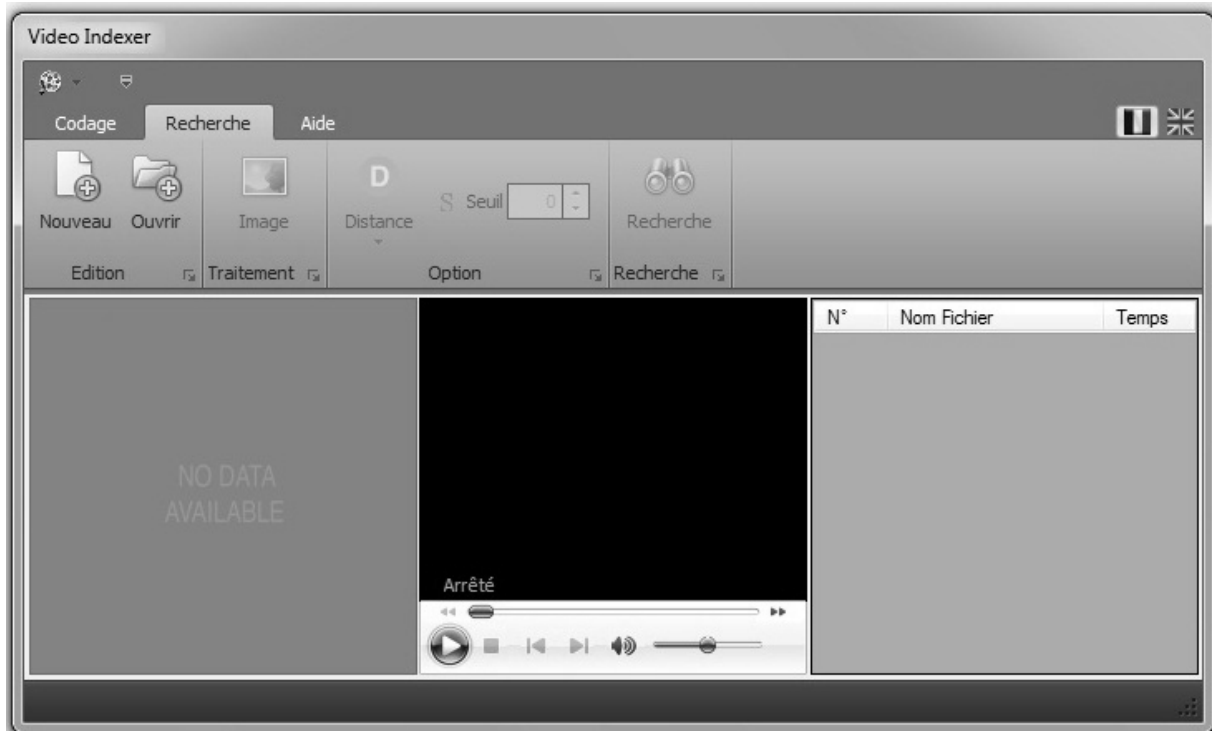 Video Indexer
Codage Recherche Aide
Nouveau Ouvrir Image D Distance S Seuil 0 Recherche
Edition Traitement Option Recherche
N° Nom Fichier Temps
NO DATA
AVAILABLE
Arrêté